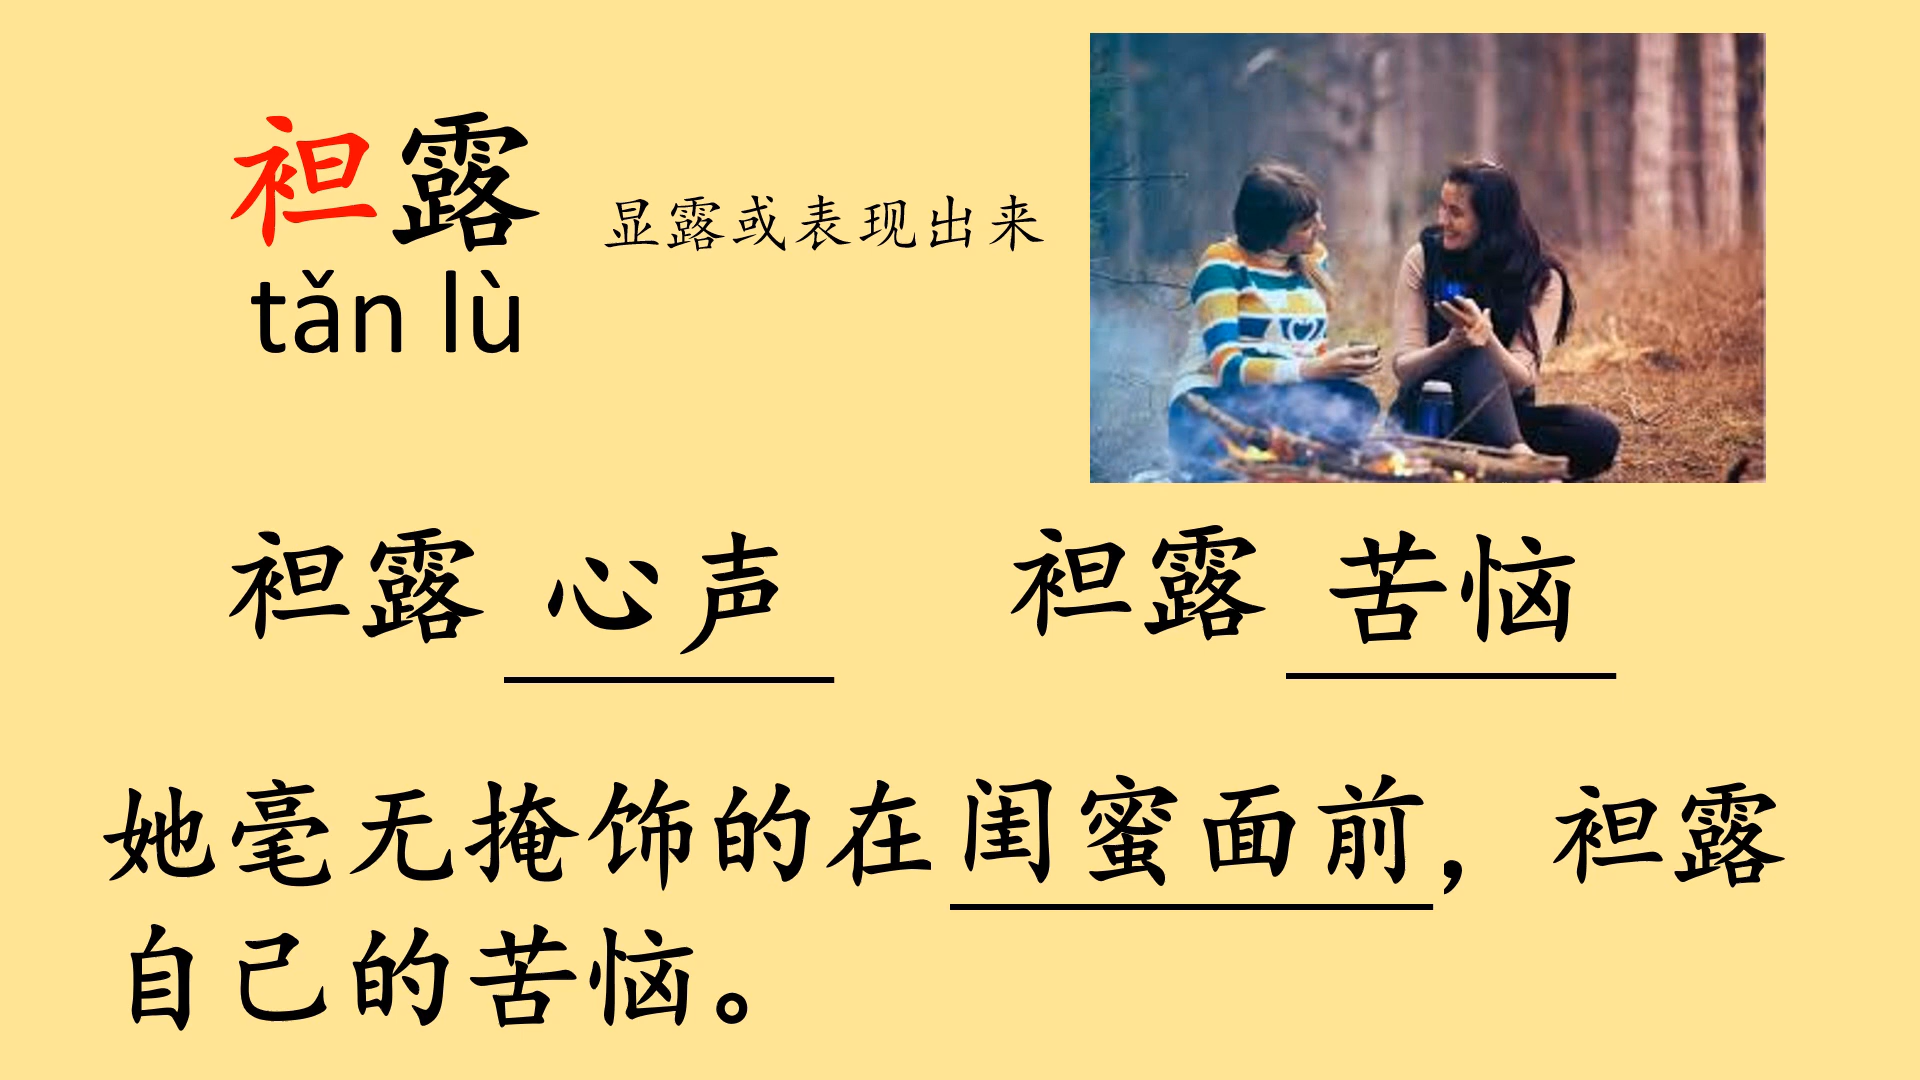 袒露
显露或表现出来
tǎn lù
袒露 心声
袒露 苦恼
她毫无掩饰的在闺蜜面前，袒露
自己的苦恼。